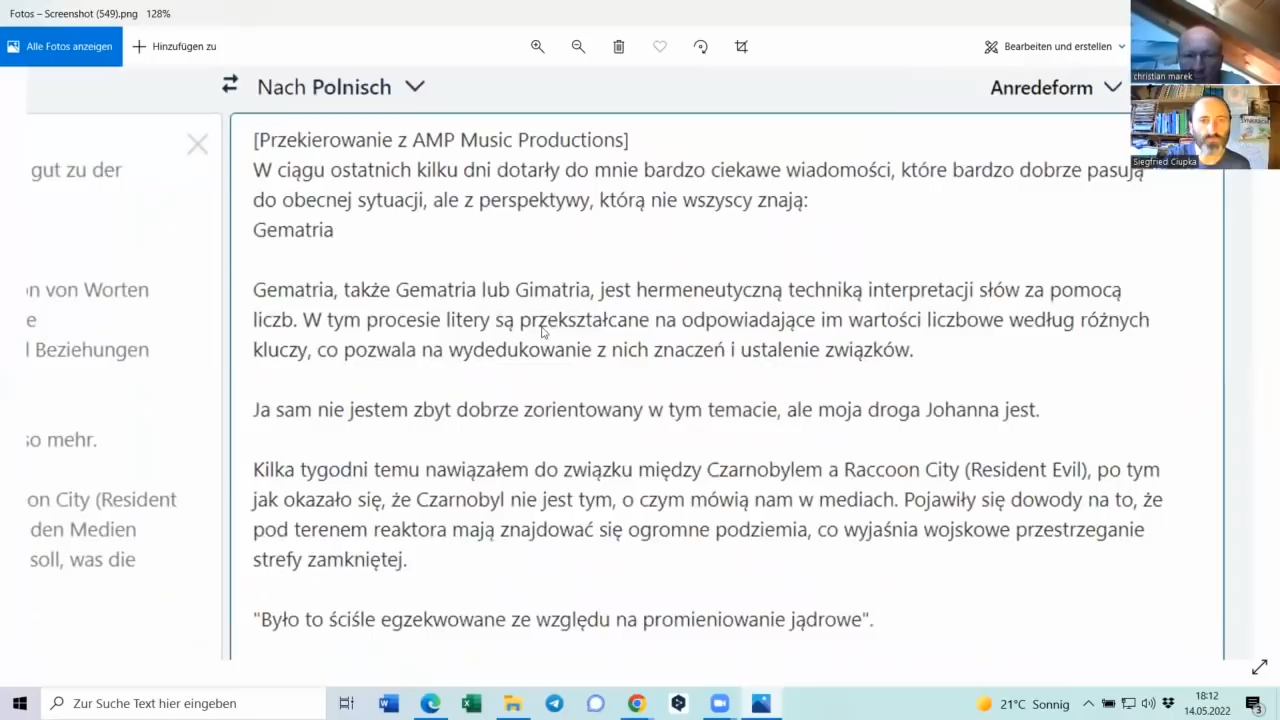 Fotos – Screenshot (549).png 128%
Alle Fotos anzeigen
Hinzufügen zu
Bearbeiten und erstellen
christian marek
Siegfried Ciupka
Nach Polnisch
Anredeform
gut zu der
on von Worten
e
Beziehungen
so mehr.
on City (Resident
den Medien
soll, was die
[Przekierowanie z AMP Music Productions]
W ciągu ostatnich kilku dni dotarły do mnie bardzo ciekawe wiadomości, które bardzo dobrze pasują
do obecnej sytuacji, ale z perspektywy, którą nie wszyscy znają:
Gematria
Gematria, także Gematria lub Gimatria, jest hermeneutyczną techniką interpretacji słów za pomocą
liczb. W tym procesie litery są przekształcane na odpowiadające im wartości liczbowe według różnych
kluczy, co pozwala na wydedukowanie z nich znaczeń i ustalenie związków.
Ja sam nie jestem zbyt dobrze zorientowany w tym temacie, ale moja droga Johanna jest.
Kilka tygodni temu nawiązałem do związku między Czarnobylem a Raccoon City (Resident Evil), po tym
jak okazało się, że Czarnobyl nie jest tym, o czym mówią nam w mediach. Pojawiły się dowody na to, że
pod terenem reaktora mają znajdować się ogromne podziemia, co wyjaśnia wojskowe przestrzeganie
strefy zamkniętej.
"Było to ściśle egzekwowane ze względu na promieniowanie jądrowe".
Zur Suche Text hier eingeben
21°C Sonnig
18:12
14.05.2022
3